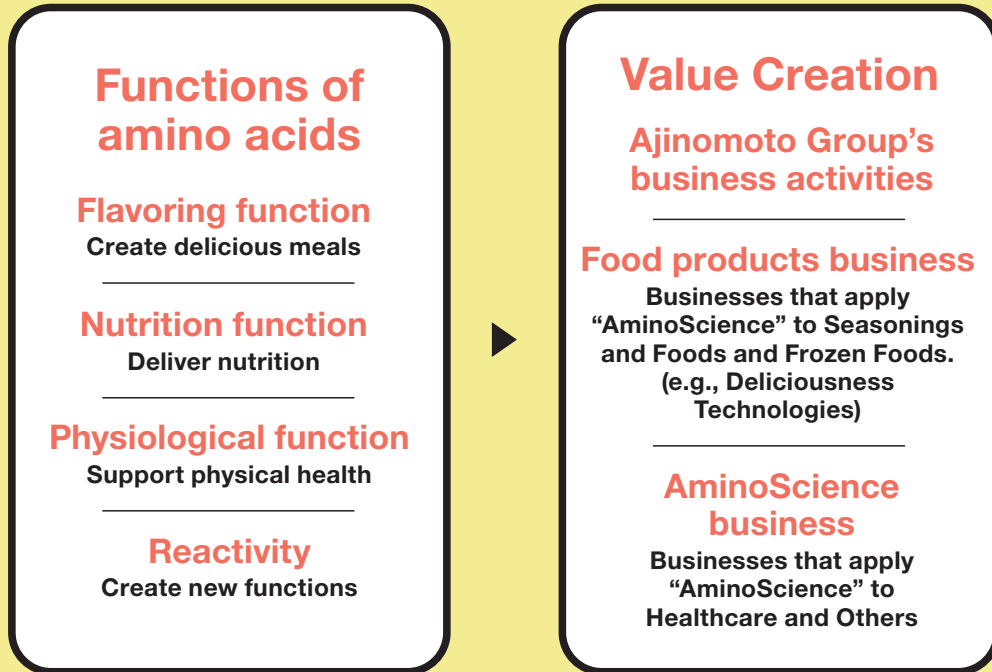 Functions of
amino acids
Flavoring function
Create delicious meals
Nutrition function
Deliver nutrition
Physiological function
Support physical health
Reactivity
Create new functions
Value Creation
Ajinomoto Group’s
business activities
Food products business
Businesses that apply
“AminoScience” to Seasonings
and Foods and Frozen Foods.
(e.g., Deliciousness
Technologies)
AminoScience
business
Businesses that apply
“AminoScience” to
Healthcare and Others